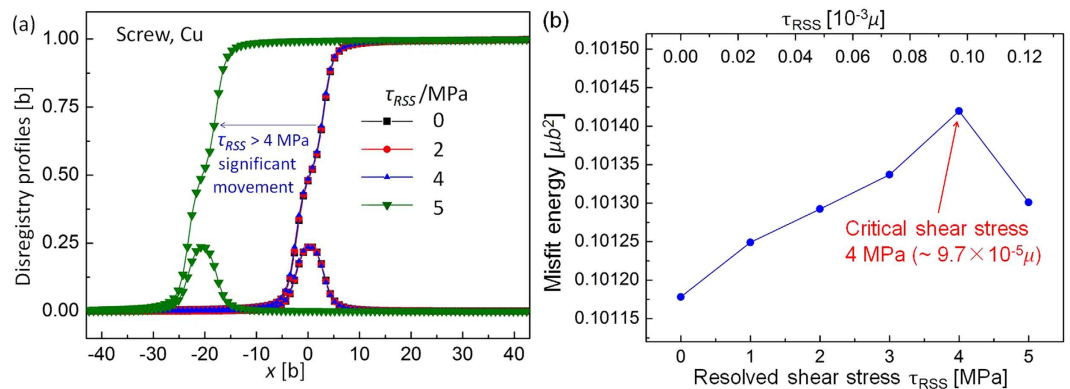 (a)
Screw, Cu
τRSS/MPa
0
2
4
5
τRSS > 4 MPa
significant
movement
Disregistry profiles [b]
1.00
0.75
0.50
0.25
0.00
-40 -30 -20 -10 0 10 20 30 40
x [b]
(b)
τRSS [10⁻³μ]
0.00 0.02 0.04 0.06 0.08 0.10 0.12
Misfit energy [μb²]
0.10150
0.10145
0.10140
0.10135
0.10130
0.10125
0.10120
0.10115
Critical shear stress
4 MPa (~ 9.7×10⁻⁵μ)
0 1 2 3 4 5
Resolved shear stress τRSS [MPa]